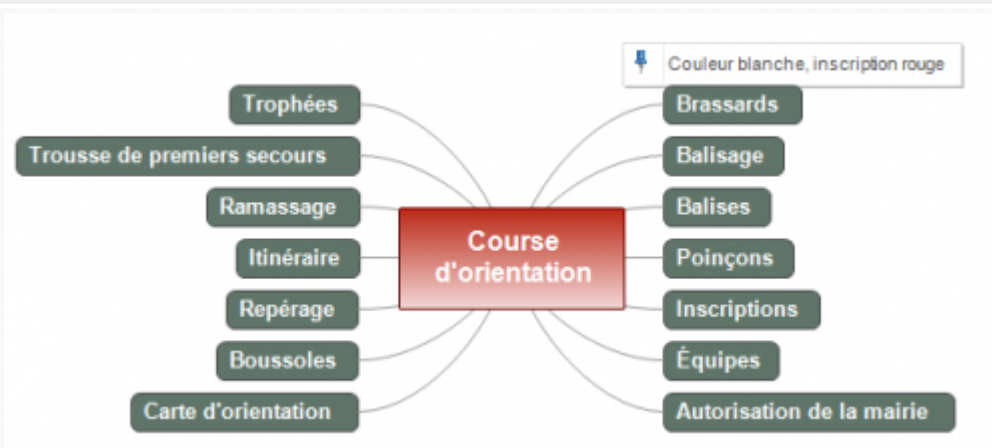 Couleur blanche, inscription rouge
Trophées
Trousse de premiers secours
Ramassage
Itinéraire
Repérage
Boussoles
Carte d'orientation
Course
d'orientation
Brassards
Balisage
Balises
Poinçons
Inscriptions
Équipes
Autorisation de la mairie